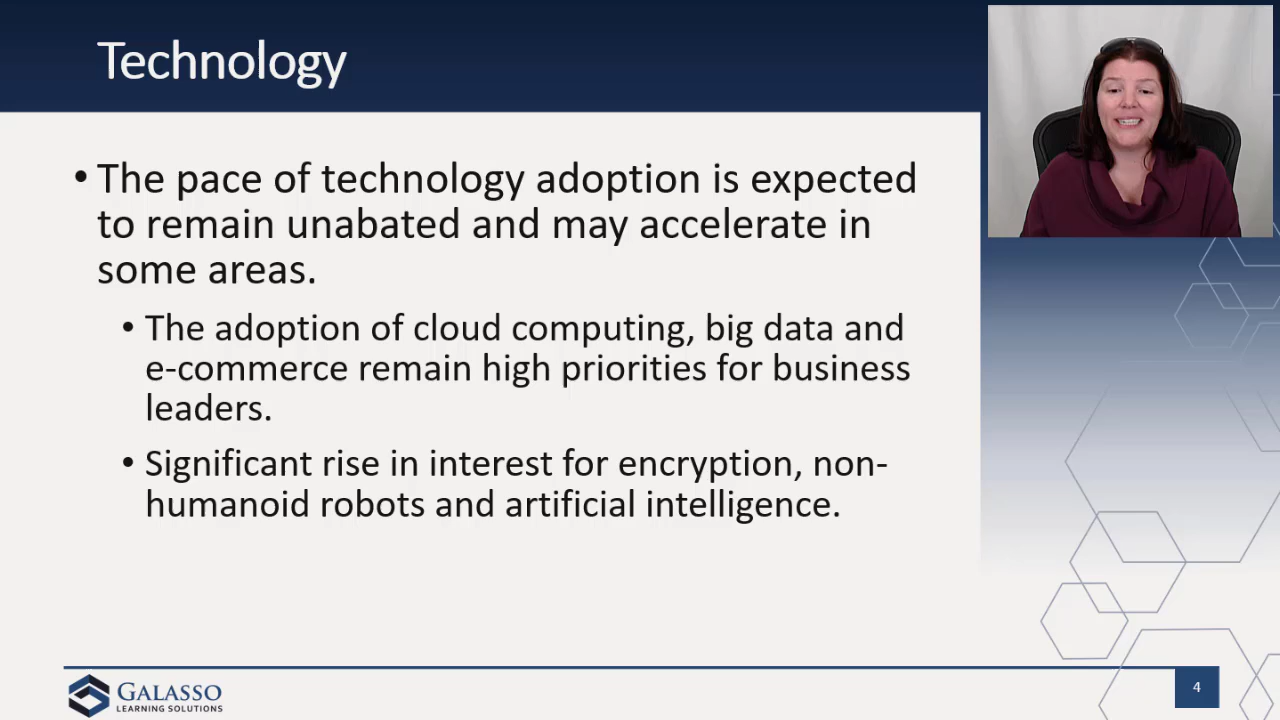 Technology
• The pace of technology adoption is expected
to remain unabated and may accelerate in
some areas.
• The adoption of cloud computing, big data and
e-commerce remain high priorities for business
leaders.
• Significant rise in interest for encryption, non-
humanoid robots and artificial intelligence.
GALASSO
LEARNING SOLUTIONS
4